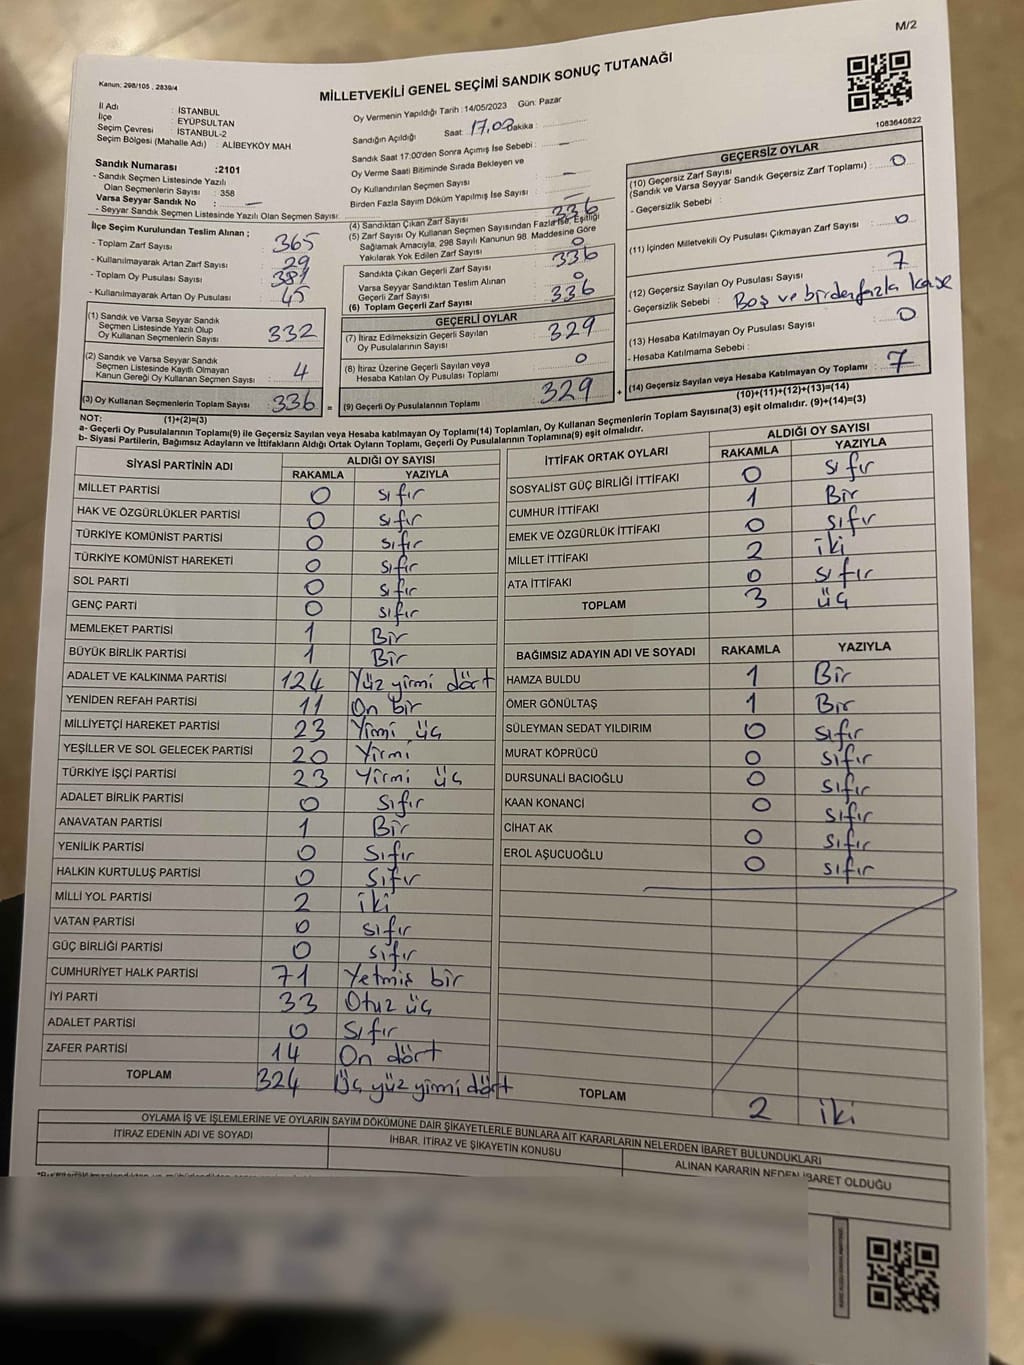 M/2
Kanun: 298/105 , 2839/4
MİLLETVEKİLİ GENEL SEÇİMİ SANDIK SONUÇ TUTANAĞI
1083640822
İl Adı : İSTANBUL
İlçe : EYÜPSULTAN
Seçim Çevresi : İSTANBUL-2
Seçim Bölgesi (Mahalle Adı) : ALİBEYKÖY MAH
Sandık Numarası :2101
- Sandık Seçmen Listesinde Yazılı
Olan Seçmenlerin Sayısı : 358
Varsa Seyyar Sandık No : —
- Seyyar Sandık Seçmen Listesinde Yazılı Olan Seçmen Sayısı:
Oy Vermenin Yapıldığı Tarih :14/05/2023 Gün: Pazar
Sandığın Açıldığı Saat 17,02 Dakika :
Sandık Saat 17:00'den Sonra Açımış İse Sebebi : —
Oy Verme Saati Bitiminde Sırada Bekleyen ve
Oy Kullandırılan Seçmen Sayısı : —
Birden Fazla Sayım Döküm Yapılmış İse Sayısı :
İlçe Seçim Kurulundan Teslim Alınan ;
- Toplam Zarf Sayısı : 365
- Kullanılmayarak Artan Zarf Sayısı : 29
- Toplam Oy Pusulası Sayısı : 381
- Kullanılmayarak Artan Oy Pusulası : 45
(1) Sandık ve Varsa Seyyar Sandık
Seçmen Listesinde Yazılı Olup
Oy Kullanan Seçmenlerin Sayısı : 332
(2) Sandık ve Varsa Seyyar Sandık
Seçmen Listesinde Kayıtlı Olmayan
Kanun Gereği Oy Kullanan Seçmen Sayısı : 4
(3) Oy Kullanan Seçmenlerin Toplam Sayısı : 336
(1)+(2)=(3)
(4) Sandıktan Çıkan Zarf Sayısı : 336
(5) Zarf Sayısı Oy Kullanan Seçmen Sayısından Fazla İse, Eşitliği
Sağlamak Amacıyla, 298 Sayılı Kanunun 98. Maddesine Göre
Yakılarak Yok Edilen Zarf Sayısı : 0
Sandıkta Çıkan Geçerli Zarf Sayısı : 336
Varsa Seyyar Sandıktan Teslim Alınan
Geçerli Zarf Sayısı : 0
(6) Toplam Geçerli Zarf Sayısı : 336
GEÇERLİ OYLAR
(7) İtiraz Edilmeksizin Geçerli Sayılan
Oy Pusulalarının Sayısı : 329
(8) İtiraz Üzerine Geçerli Sayılan veya
Hesaba Katılan Oy Pusulası Toplamı : 0
= (9) Geçerli Oy Pusulalarının Toplamı : 329 +
GEÇERSİZ OYLAR
(10) Geçersiz Zarf Sayısı
(Sandık ve Varsa Seyyar Sandık Geçersiz Zarf Toplamı) : 0
- Geçersizlik Sebebi :
(11) İçinden Milletvekili Oy Pusulası Çıkmayan Zarf Sayısı : 0
(12) Geçersiz Sayılan Oy Pusulası Sayısı : 7
- Geçersizlik Sebebi : Boş ve birden fazla kaşe
(13) Hesaba Katılmayan Oy Pusulası Sayısı : 0
- Hesaba Katılmama Sebebi :
(14) Geçersiz Sayılan veya Hesaba Katılmayan Oy Toplamı : 7
(10)+(11)+(12)+(13)=(14)
NOT:
a- Geçerli Oy Pusulalarının Toplamı(9) ile Geçersiz Sayılan veya Hesaba katılmayan Oy Toplamı(14) Toplamları, Oy Kullanan Seçmenlerin Toplam Sayısına(3) eşit olmalıdır. (9)+(14)=(3)
b- Siyasi Partilerin, Bağımsız Adayların ve İttifakların Aldığı Ortak Oyların Toplamı, Geçerli Oy Pusulalarının Toplamına(9) eşit olmalıdır.
SİYASİ PARTİNİN ADI ALDIĞI OY SAYISI
RAKAMLA YAZIYLA
MİLLET PARTİSİ 0 sıfır
HAK VE ÖZGÜRLÜKLER PARTİSİ 0 sıfır
TÜRKİYE KOMÜNİST PARTİSİ 0 sıfır
TÜRKİYE KOMÜNİST HAREKETİ 0 sıfır
SOL PARTİ 0 sıfır
GENÇ PARTİ 0 sıfır
MEMLEKET PARTİSİ 1 Bir
BÜYÜK BİRLİK PARTİSİ 1 Bir
ADALET VE KALKINMA PARTİSİ 124 Yüz yirmi dört
YENİDEN REFAH PARTİSİ 11 On bir
MİLLİYETÇİ HAREKET PARTİSİ 23 Yirmi üç
YEŞİLLER VE SOL GELECEK PARTİSİ 20 Yirmi
TÜRKİYE İŞÇİ PARTİSİ 23 Yirmi üç
ADALET BİRLİK PARTİSİ 0 Sıfır
ANAVATAN PARTİSİ 1 Bir
YENİLİK PARTİSİ 0 Sıfır
HALKIN KURTULUŞ PARTİSİ 0 Sıfır
MİLLİ YOL PARTİSİ 2 iki
VATAN PARTİSİ 0 sıfır
GÜÇ BİRLİĞİ PARTİSİ 0 sıfır
CUMHURİYET HALK PARTİSİ 71 Yetmiş bir
İYİ PARTİ 33 Otuz üç
ADALET PARTİSİ 0 Sıfır
ZAFER PARTİSİ 14 On dört
TOPLAM 324 Üç yüz yirmi dört
İTTİFAK ORTAK OYLARI ALDIĞI OY SAYISI
RAKAMLA YAZIYLA
SOSYALİST GÜÇ BİRLİĞİ İTTİFAKI 0 sıfır
CUMHUR İTTİFAKI 1 Bir
EMEK VE ÖZGÜRLÜK İTTİFAKI 0 sıfır
MİLLET İTTİFAKI 2 iki
ATA İTTİFAKI 0 sıfır
TOPLAM 3 üç
BAĞIMSIZ ADAYIN ADI VE SOYADI RAKAMLA YAZIYLA
HAMZA BULDU 1 Bir
ÖMER GÖNÜLTAŞ 1 Bir
SÜLEYMAN SEDAT YILDIRIM 0 sıfır
MURAT KÖPRÜCÜ 0 sıfır
DURSUNALİ BACIOĞLU 0 sıfır
KAAN KONANCİ 0 sıfır
CİHAT AK 0 sıfır
EROL AŞUCUOĞLU 0 sıfır
TOPLAM 2 iki
OYLAMA İŞ VE İŞLEMLERİNE VE OYLARIN SAYIM DÖKÜMÜNE DAİR ŞİKAYETLERLE BUNLARA AİT KARARLARIN NELERDEN İBARET BULUNDUKLARI
İTİRAZ EDENİN ADI VE SOYADI İHBAR, İTİRAZ VE ŞİKAYETİN KONUSU ALINAN KARARIN NEDEN İBARET OLDUĞU